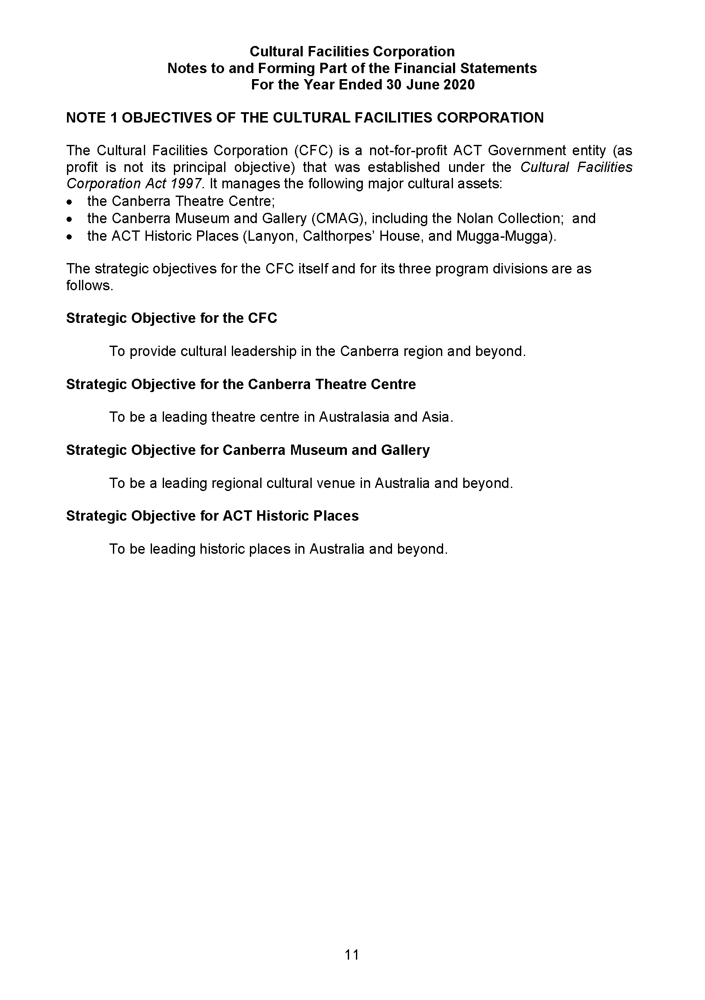 Cultural Facilities Corporation
Notes to and Forming Part of the Financial Statements
For the Year Ended 30 June 2020
NOTE 1 OBJECTIVES OF THE CULTURAL FACILITIES CORPORATION
The Cultural Facilities Corporation (CFC) is a not-for-profit ACT Government entity (as
profit is not its principal objective) that was established under the Cultural Facilities
Corporation Act 1997. It manages the following major cultural assets:
• the Canberra Theatre Centre;
• the Canberra Museum and Gallery (CMAG), including the Nolan Collection; and
• the ACT Historic Places (Lanyon, Calthorpes’ House, and Mugga-Mugga).
The strategic objectives for the CFC itself and for its three program divisions are as
follows.
Strategic Objective for the CFC
To provide cultural leadership in the Canberra region and beyond.
Strategic Objective for the Canberra Theatre Centre
To be a leading theatre centre in Australasia and Asia.
Strategic Objective for Canberra Museum and Gallery
To be a leading regional cultural venue in Australia and beyond.
Strategic Objective for ACT Historic Places
To be leading historic places in Australia and beyond.
11